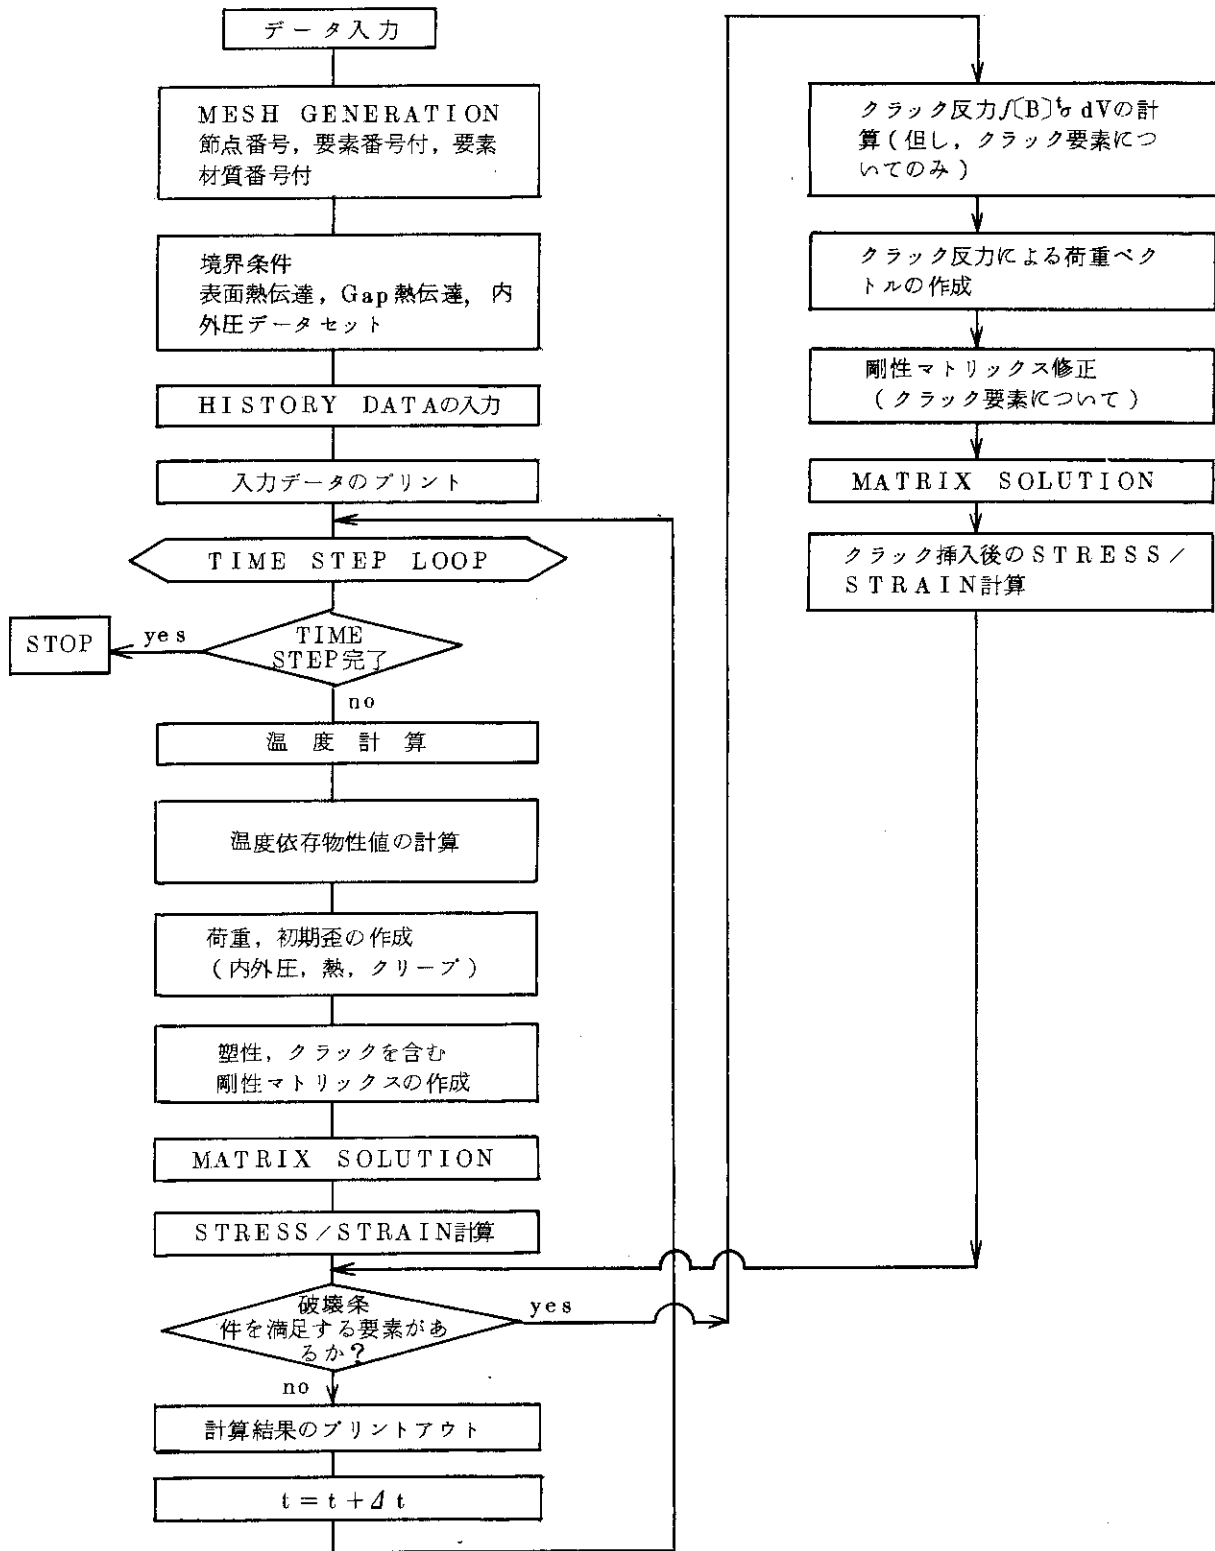 データ入力
MESH GENERATION
節点番号，要素番号付，要素
材質番号付
境界条件
表面熱伝達，Gap熱伝達，内
外圧データセット
HISTORY DATAの入力
入力データのプリント
TIME STEP LOOP
TIME
STEP完了
yes
STOP
no
温度計算
温度依存物性値の計算
荷重，初期歪の作成
（内外圧，熱，クリープ）
塑性，クラックを含む
剛性マトリックスの作成
MATRIX SOLUTION
STRESS／STRAIN計算
破壊条
件を満足する要素があ
るか？
yes
no
計算結果のプリントアウト
t＝t＋Δt
クラック反力∫〔B〕ᵗσ dVの計
算（但し，クラック要素につ
いてのみ）
クラック反力による荷重ベク
トルの作成
剛性マトリックス修正
（クラック要素について）
MATRIX SOLUTION
クラック挿入後のSTRESS／
STRAIN計算